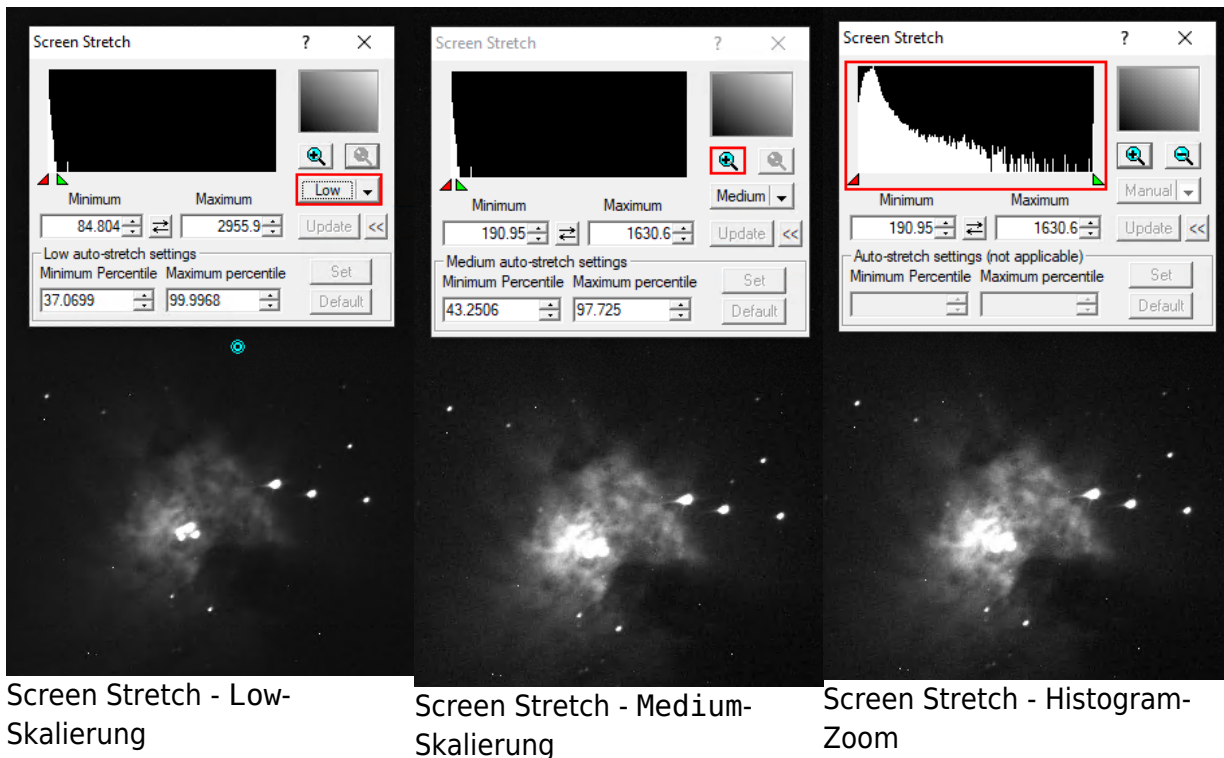 Screen Stretch ? ×
Low
Minimum Maximum
84.804 2955.9 Update <<
Low auto-stretch settings
Minimum Percentile Maximum percentile Set
37.0699 99.9968 Default
Screen Stretch - Low-
Skalierung
Screen Stretch ? ×
Medium
Minimum Maximum
190.95 1630.6 Update <<
Medium auto-stretch settings
Minimum Percentile Maximum percentile Set
43.2506 97.725 Default
Screen Stretch - Medium-
Skalierung
Screen Stretch ? ×
Manual
Minimum Maximum
190.95 1630.6 Update <<
Auto-stretch settings (not applicable)
Minimum Percentile Maximum percentile Set
Default
Screen Stretch - Histogram-
Zoom